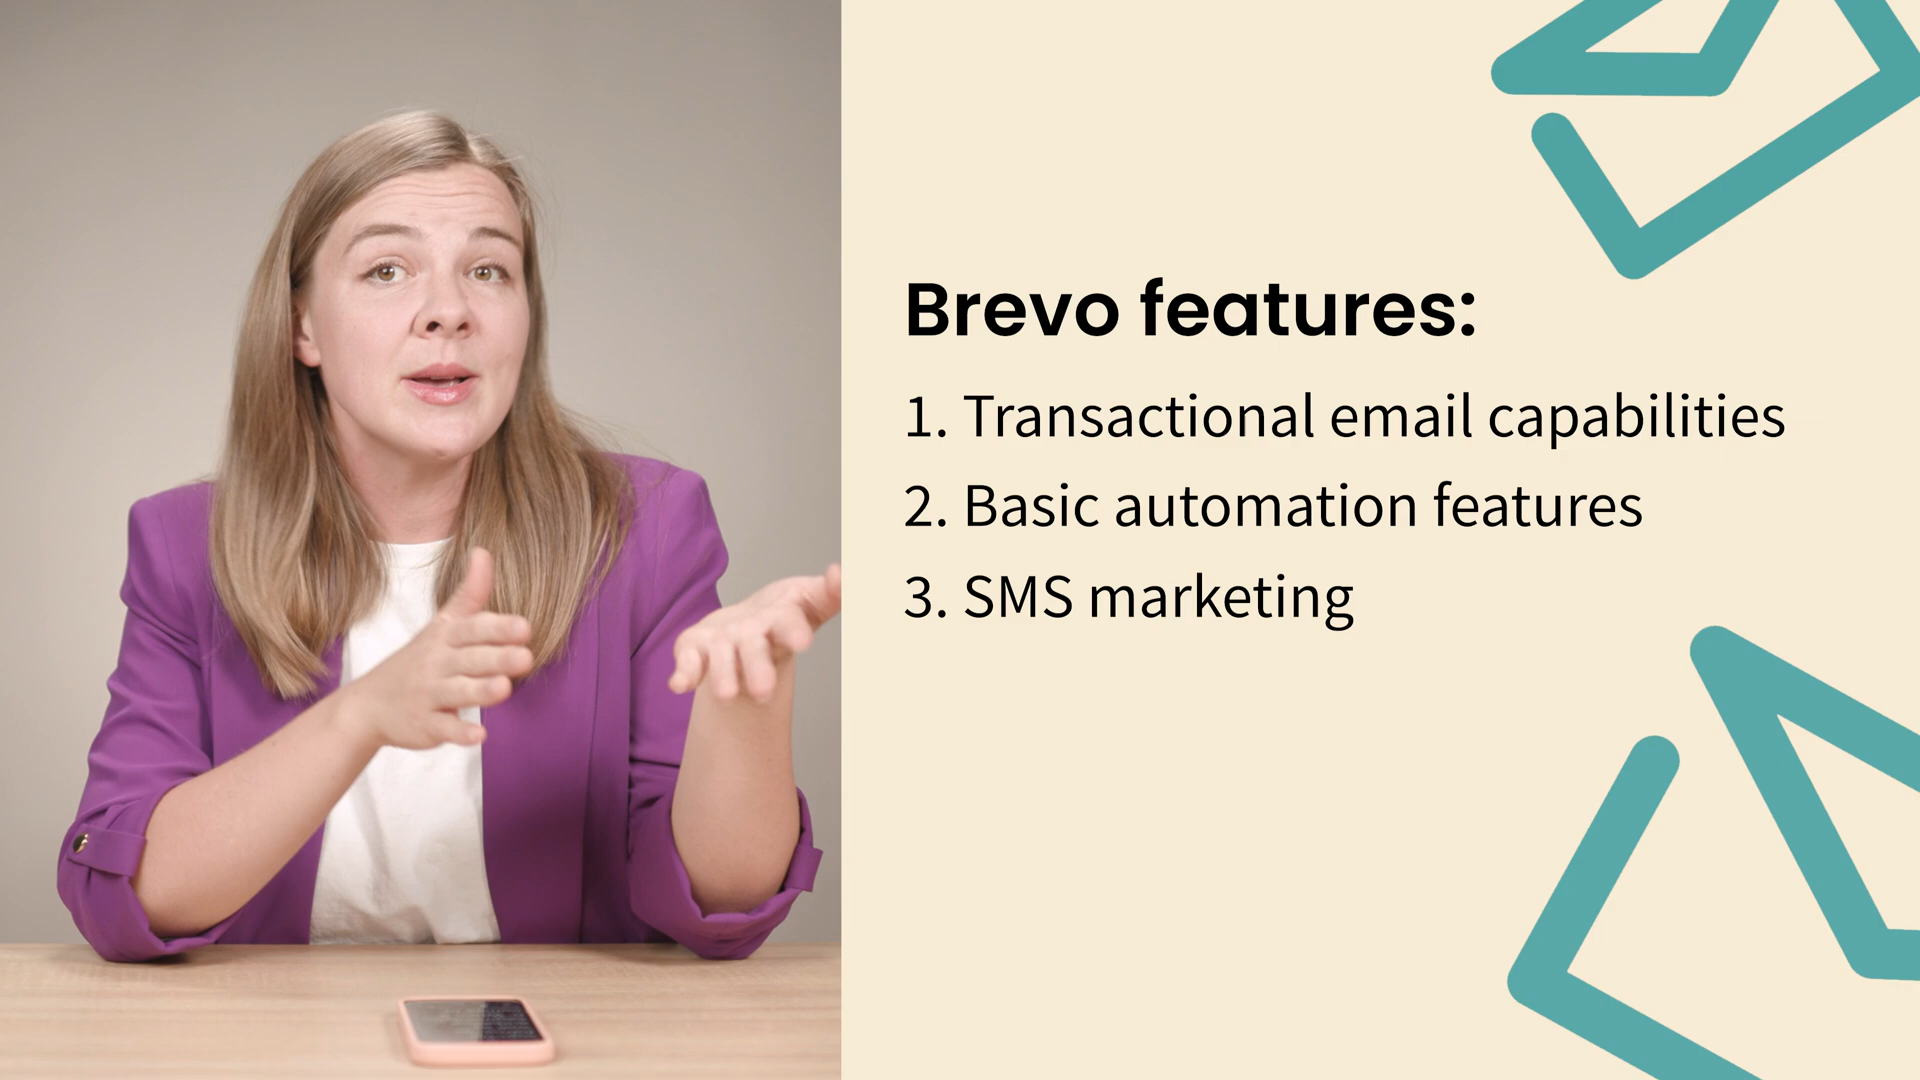 Brevo features:
1. Transactional email capabilities
2. Basic automation features
3. SMS marketing